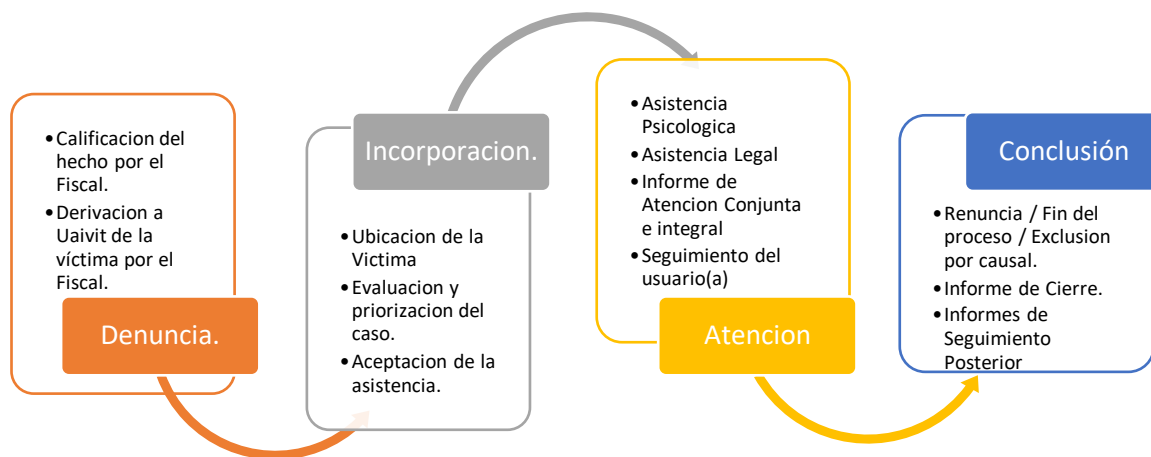 •Calificacion del
hecho por el
Fiscal.
•Derivacion a
Uaivit de la
víctima por el
Fiscal.
Denuncia.
Incorporacion.
•Ubicacion de la
Victima
•Evaluacion y
priorizacion del
caso.
•Aceptacion de la
asistencia.
•Asistencia
Psicologica
•Asistencia Legal
•Informe de
Atencion Conjunta
e integral
•Seguimiento del
usuario(a)
Atencion
Conclusión
•Renuncia / Fin del
proceso / Exclusion
por causal.
•Informe de Cierre.
•Informes de
Seguimiento
Posterior